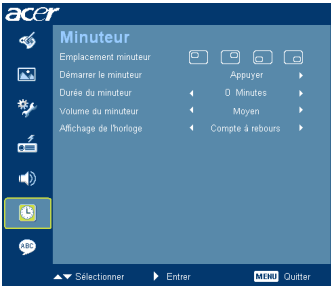 acer
Minuteur
Emplacement minuteur
Démarrer le minuteur Appuyer
Durée du minuteur 0 Minutes
Volume du minuteur Moyen
Affichage de l'horloge Compte à rebours
ABC
Sélectionner Entrer MENU Quitter